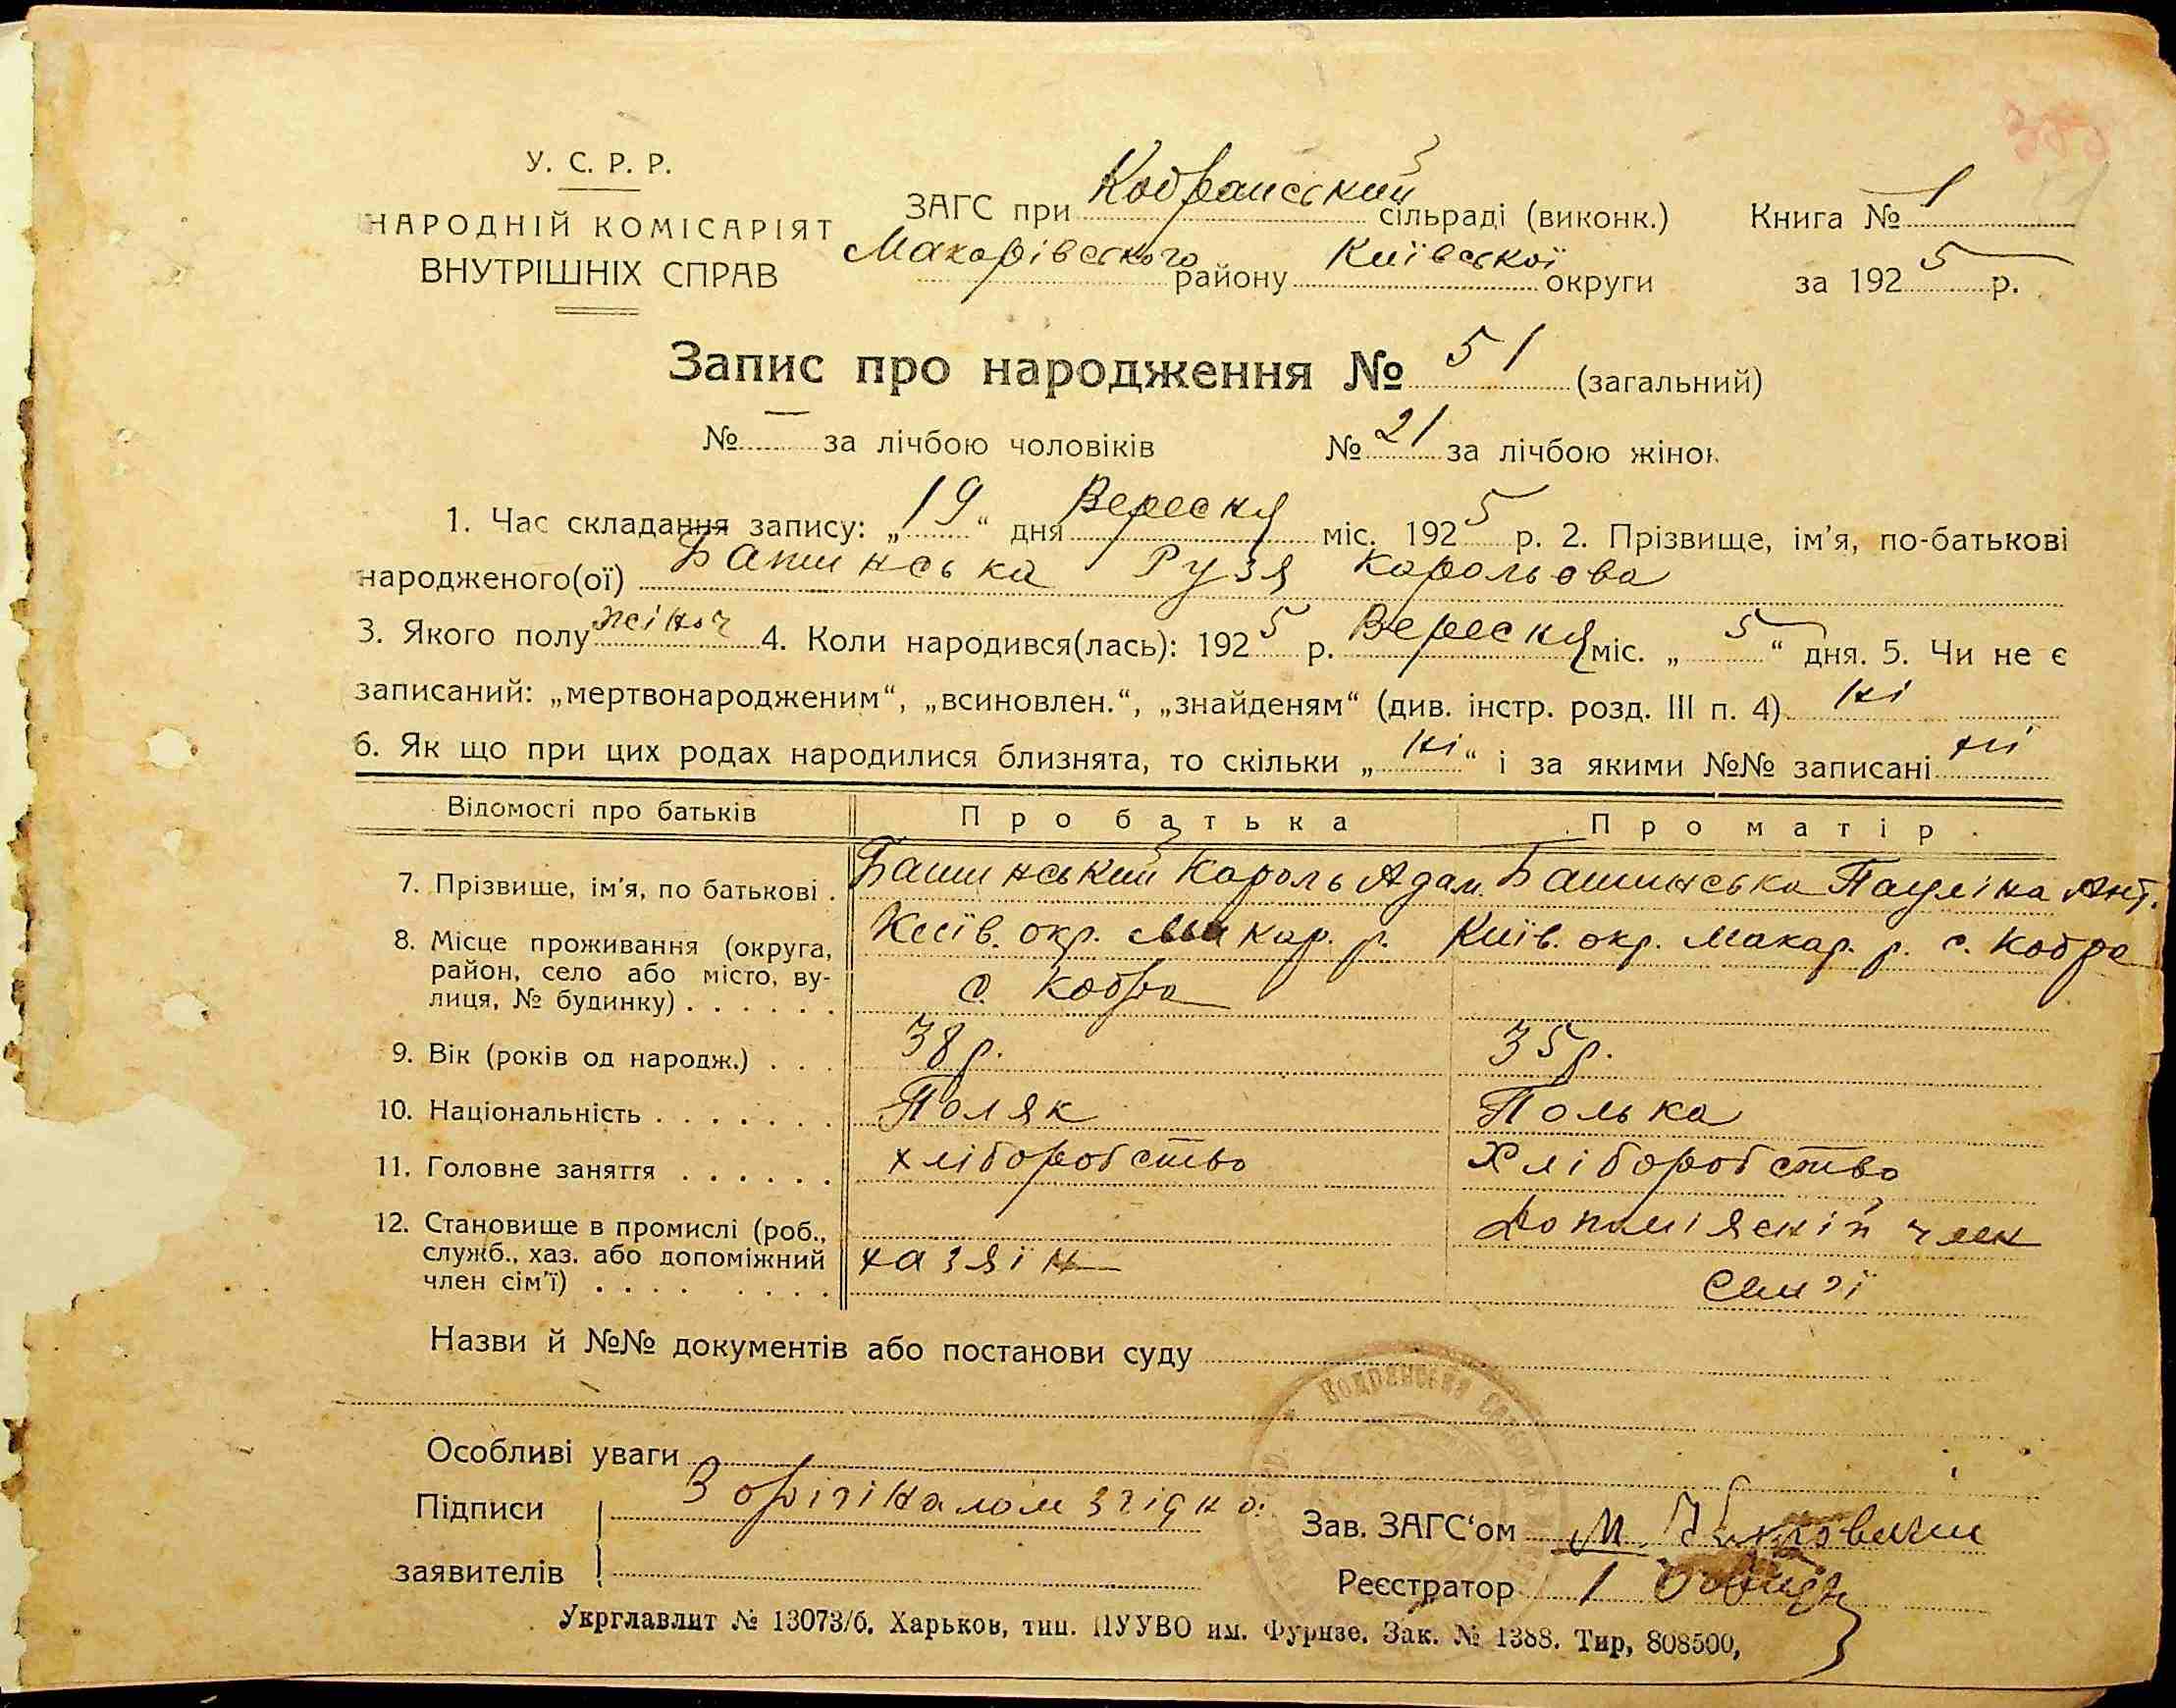 У. С. Р. Р.
НАРОДНІЙ КОМІСАРІЯТ
ВНУТРІШНІХ СПРАВ
ЗАГС при Кодранський сільраді (виконк.)
Макарівського району Київської округи
Книга № 1
за 1925 р.
Запис про народження № 51 (загальний)
№ — за лічбою чоловіків № 21 за лічбою жінок
1. Час складання запису: „19“ дня Вересня міс. 1925 р. 2. Прізвище, ім'я, по-батькові
народженого(ої) Башинська Рузя Карольова
3. Якого полу жіноч 4. Коли народився(лась): 1925 р. Вересня міс. „5“ дня. 5. Чи не є
записаний: „мертвонародженим“, „всиновлен.“, „знайденям“ (див. інстр. розд. III п. 4) ні
6. Як що при цих родах народилися близнята, то скільки „ні“ і за якими №№ записані ні
Відомості про батьків Про батька Про матір
7. Прізвище, ім'я, по батькові . Башинський Кароль Адам. Башинська Пауліна Ант.
8. Місце проживання (округа, район, село або місто, вулиця, № будинку) . . . . . . Київ. окр. Макар. р. с. Кодра Київ. окр. Макар. р. с. Кодра
9. Вік (років од народж.) . . . 38 р. 35 р.
10. Національність . . . . . . . Поляк Полька
11. Головне заняття . . . . . . хліборобство Хліборобство
12. Становище в промислі (роб., служб., хаз. або допоміжний член сім'ї) . . . . . . . . хазяїн член
Назви й №№ документів або постанови суду
Особливі уваги
Підписи З оригіналом згідно: Зав. ЗАГС'ом М.
заявителів Реєстратор
Укрглавлит № 13073/б. Харьков, тип. ПУУВО им. Фрунзе. Зак. № 1388. Тир, 808500,